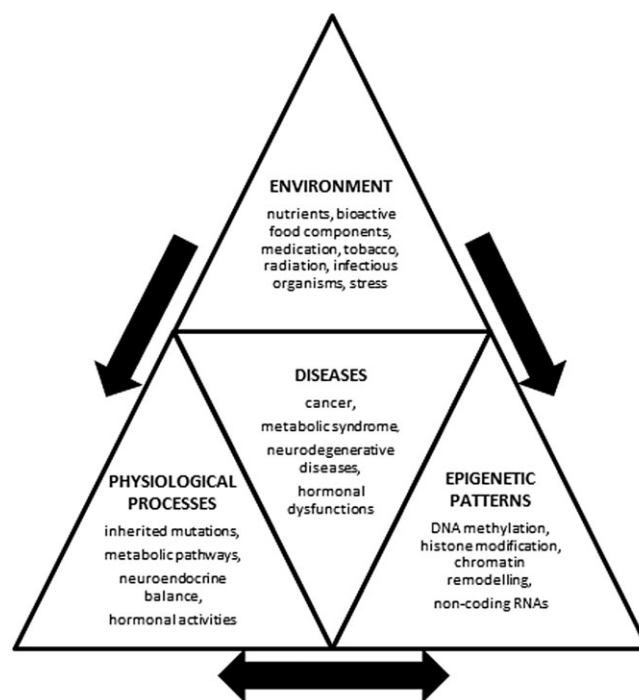 ENVIRONMENT
nutrients, bioactive
food components,
medication, tobacco,
radiation, infectious
organisms, stress
DISEASES
cancer,
metabolic syndrome,
neurodegenerative
diseases,
hormonal
dysfunctions
PHYSIOLOGICAL
PROCESSES
inherited mutations,
metabolic pathways,
neuroendocrine
balance,
hormonal activities
EPIGENETIC
PATTERNS
DNA methylation,
histone modification,
chromatin
remodelling,
non-coding RNAs